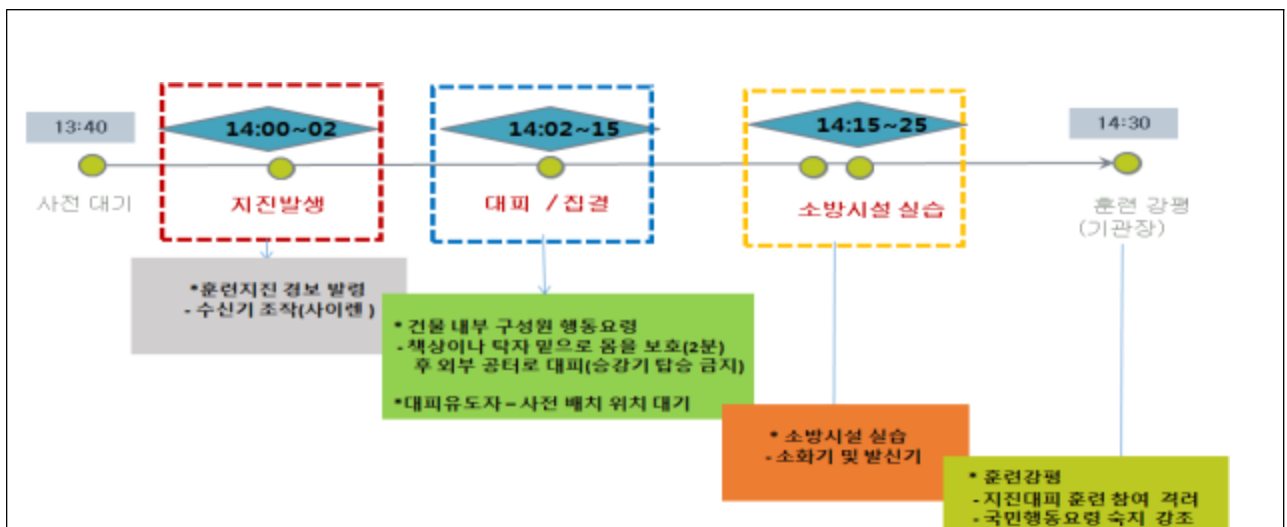 13:40
14:00~02
14:02~15
14:15~25
14:30
사전 대기
지진발생
대피 / 집결
소방시설 실습
훈련 강평
(기관장)
*훈련지진 경보 발령
- 수신기 조작(사이렌 )
* 건물 내부 구성원 행동요령
- 책상이나 탁자 밑으로 몸을 보호(2분)
후 외부 공터로 대피(승강기 탑승 금지)
*대피유도자 – 사전 배치 위치 대기
* 소방시설 실습
- 소화기 및 발신기
* 훈련강평
- 지진대피 훈련 참여 격려
- 국민행동요령 숙지 강조